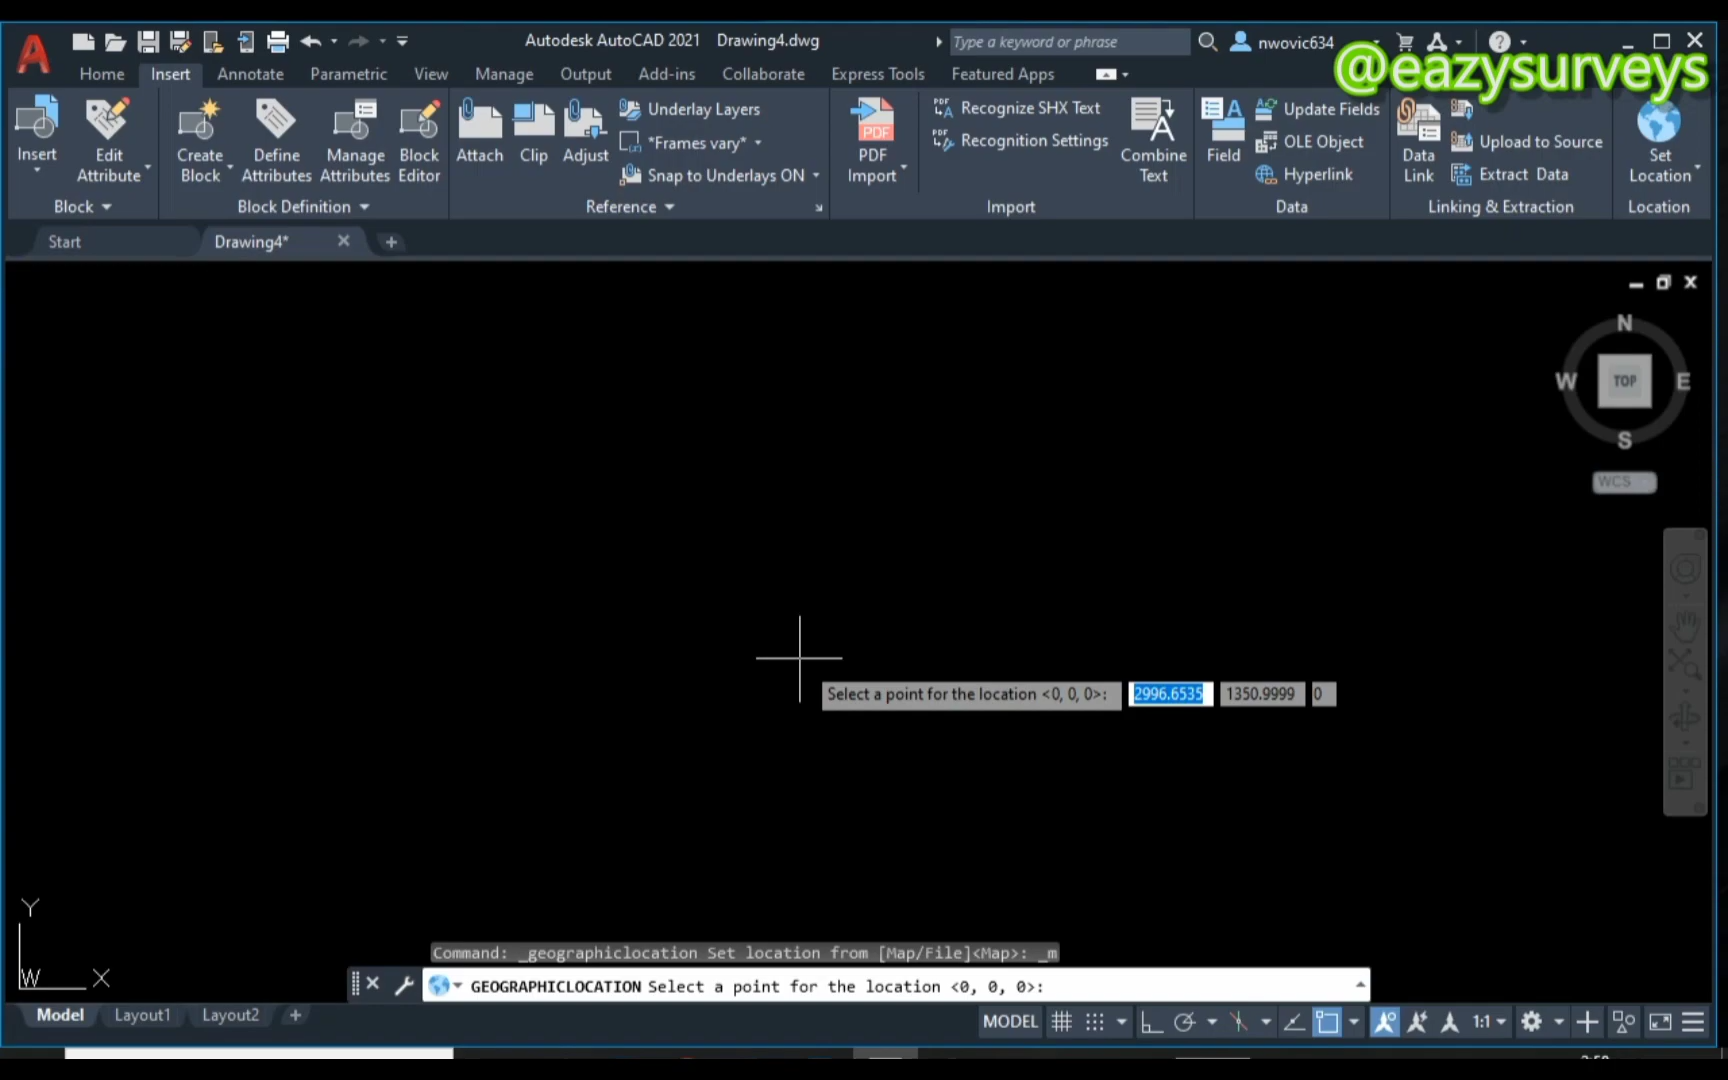 Autodesk AutoCAD 2021 Drawing4.dwg
Type a keyword or phrase
nwovic634
@eazysurveys
Home Insert Annotate Parametric View Manage Output Add-ins Collaborate Express Tools Featured Apps
Insert
Edit Attribute
Create Block
Define Attributes
Manage Attributes
Block Editor
Attach
Clip
Adjust
Underlay Layers
*Frames vary*
Snap to Underlays ON
PDF
PDF Import
PDF
Recognize SHX Text
PDF
Recognition Settings
Combine Text
Field
Update Fields
OLE Object
Hyperlink
Data Link
Upload to Source
Extract Data
Set Location
Block
Block Definition
Reference
Import
Data
Linking & Extraction
Location
Start
Drawing4*
N
W TOP E
S
WCS
Select a point for the location <0, 0, 0>: 2996.6535 1350.9999 0
Y
W X
Command: _geographiclocation Set location from [Map/File]<Map>: _m
GEOGRAPHICLOCATION Select a point for the location <0, 0, 0>:
Model Layout1 Layout2
MODEL
1:1